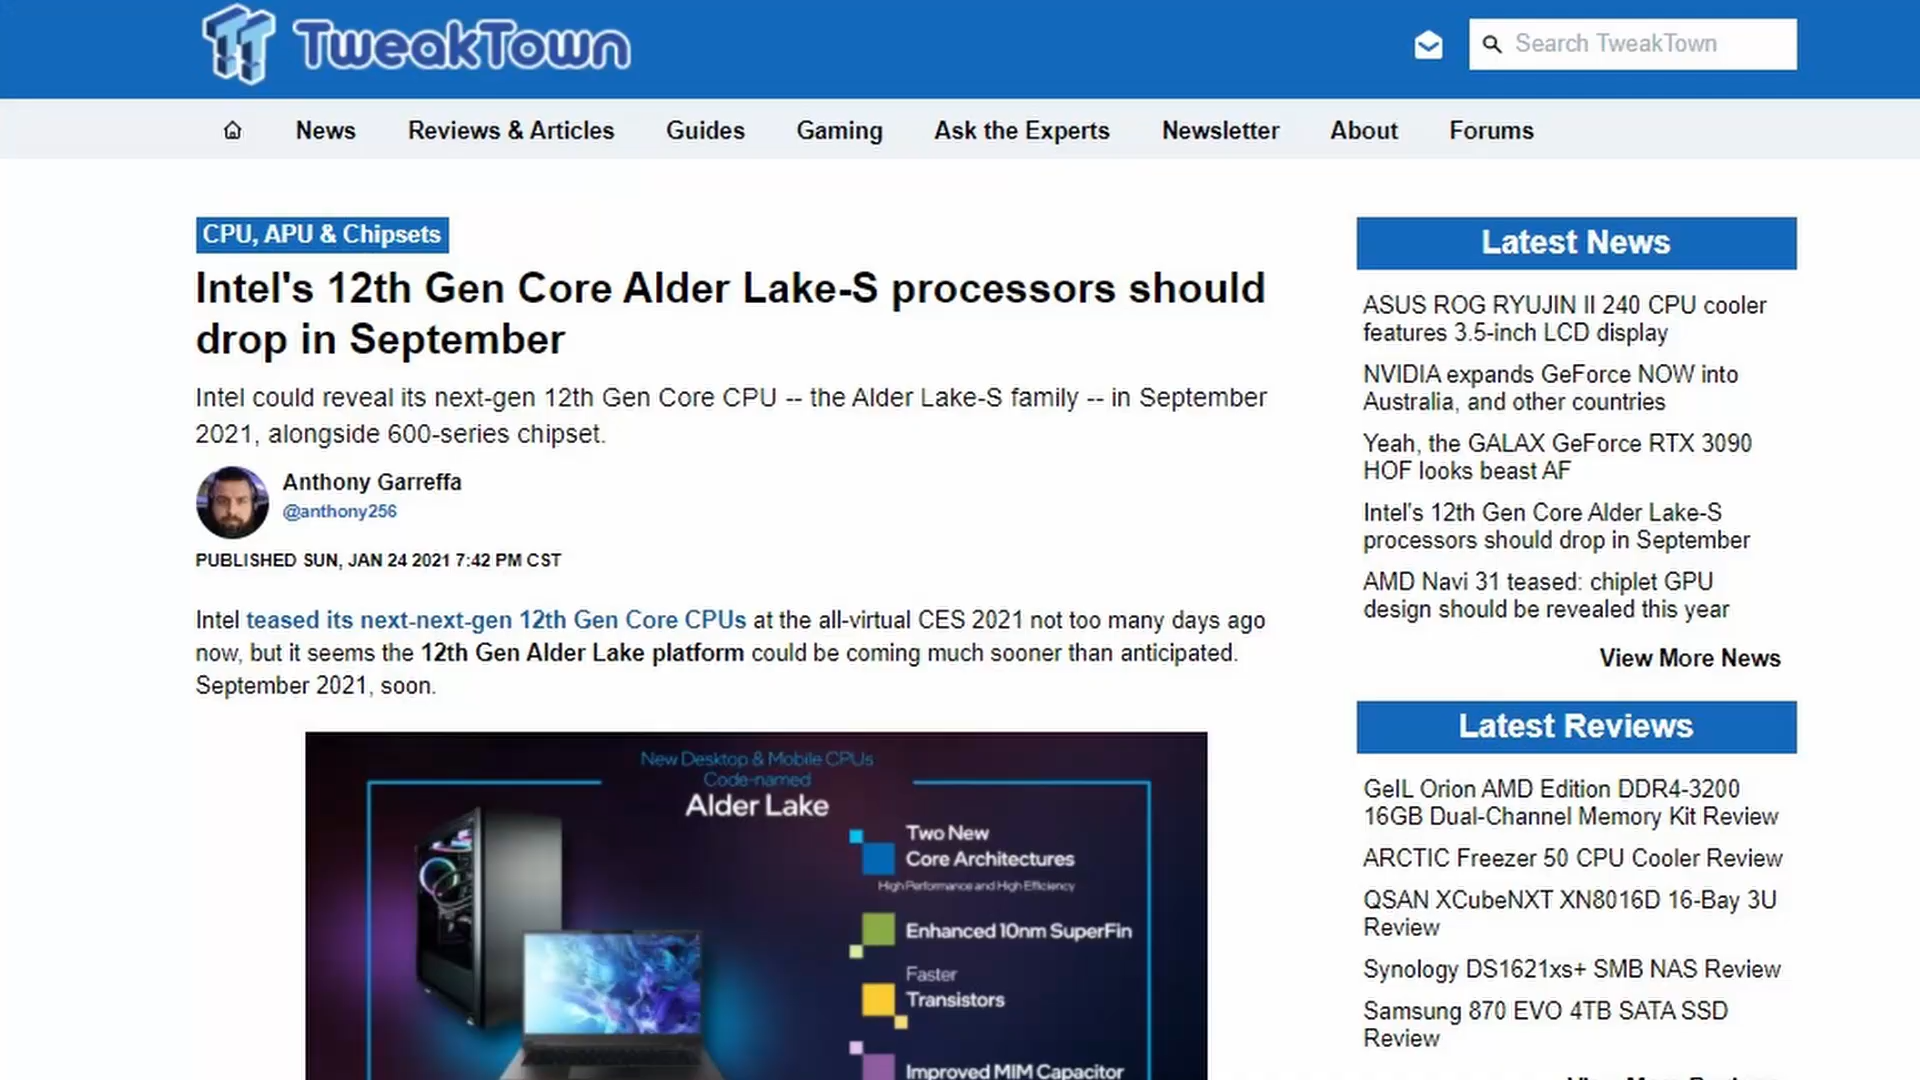 TweakTown
Search TweakTown
News
Reviews & Articles
Guides
Gaming
Ask the Experts
Newsletter
About
Forums
CPU, APU & Chipsets
Intel's 12th Gen Core Alder Lake-S processors should
drop in September
Intel could reveal its next-gen 12th Gen Core CPU -- the Alder Lake-S family -- in September
2021, alongside 600-series chipset.
Anthony Garreffa
@anthony256
PUBLISHED SUN, JAN 24 2021 7:42 PM CST
Intel teased its next-next-gen 12th Gen Core CPUs at the all-virtual CES 2021 not too many days ago
now, but it seems the 12th Gen Alder Lake platform could be coming much sooner than anticipated.
September 2021, soon.
New Desktop & Mobile CPUs
Code-named
Alder Lake
Two New
Core Architectures
High Performance and High Efficiency
Enhanced 10nm SuperFin
Faster
Transistors
Improved MIM Capacitor
Latest News
ASUS ROG RYUJIN II 240 CPU cooler
features 3.5-inch LCD display
NVIDIA expands GeForce NOW into
Australia, and other countries
Yeah, the GALAX GeForce RTX 3090
HOF looks beast AF
Intel's 12th Gen Core Alder Lake-S
processors should drop in September
AMD Navi 31 teased: chiplet GPU
design should be revealed this year
View More News
Latest Reviews
GeIL Orion AMD Edition DDR4-3200
16GB Dual-Channel Memory Kit Review
ARCTIC Freezer 50 CPU Cooler Review
QSAN XCubeNXT XN8016D 16-Bay 3U
Review
Synology DS1621xs+ SMB NAS Review
Samsung 870 EVO 4TB SATA SSD
Review